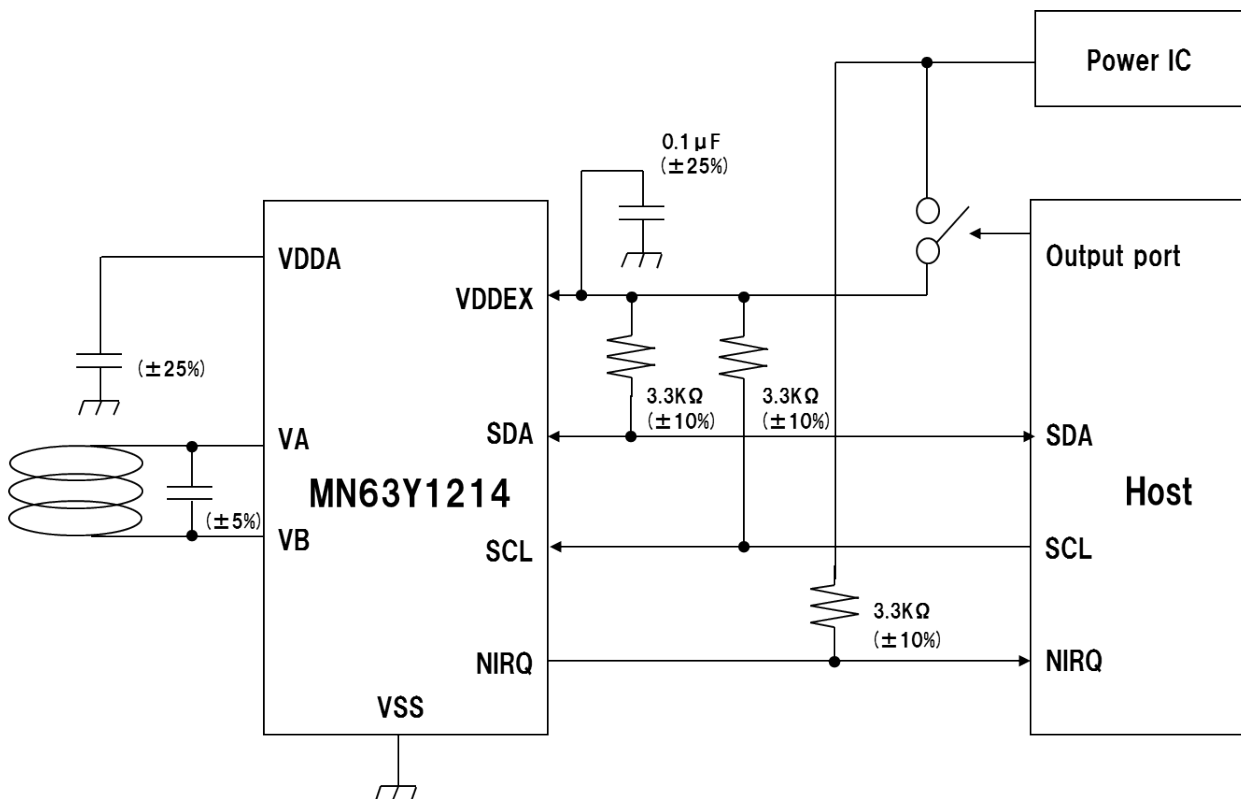 Power IC
0.1μF
(±25%)
VDDA
VDDEX
Output port
(±25%)
3.3KΩ
(±10%)
3.3KΩ
(±10%)
VA
SDA
SDA
MN63Y1214
Host
(±5%)
VB
SCL
SCL
3.3KΩ
(±10%)
NIRQ
NIRQ
VSS